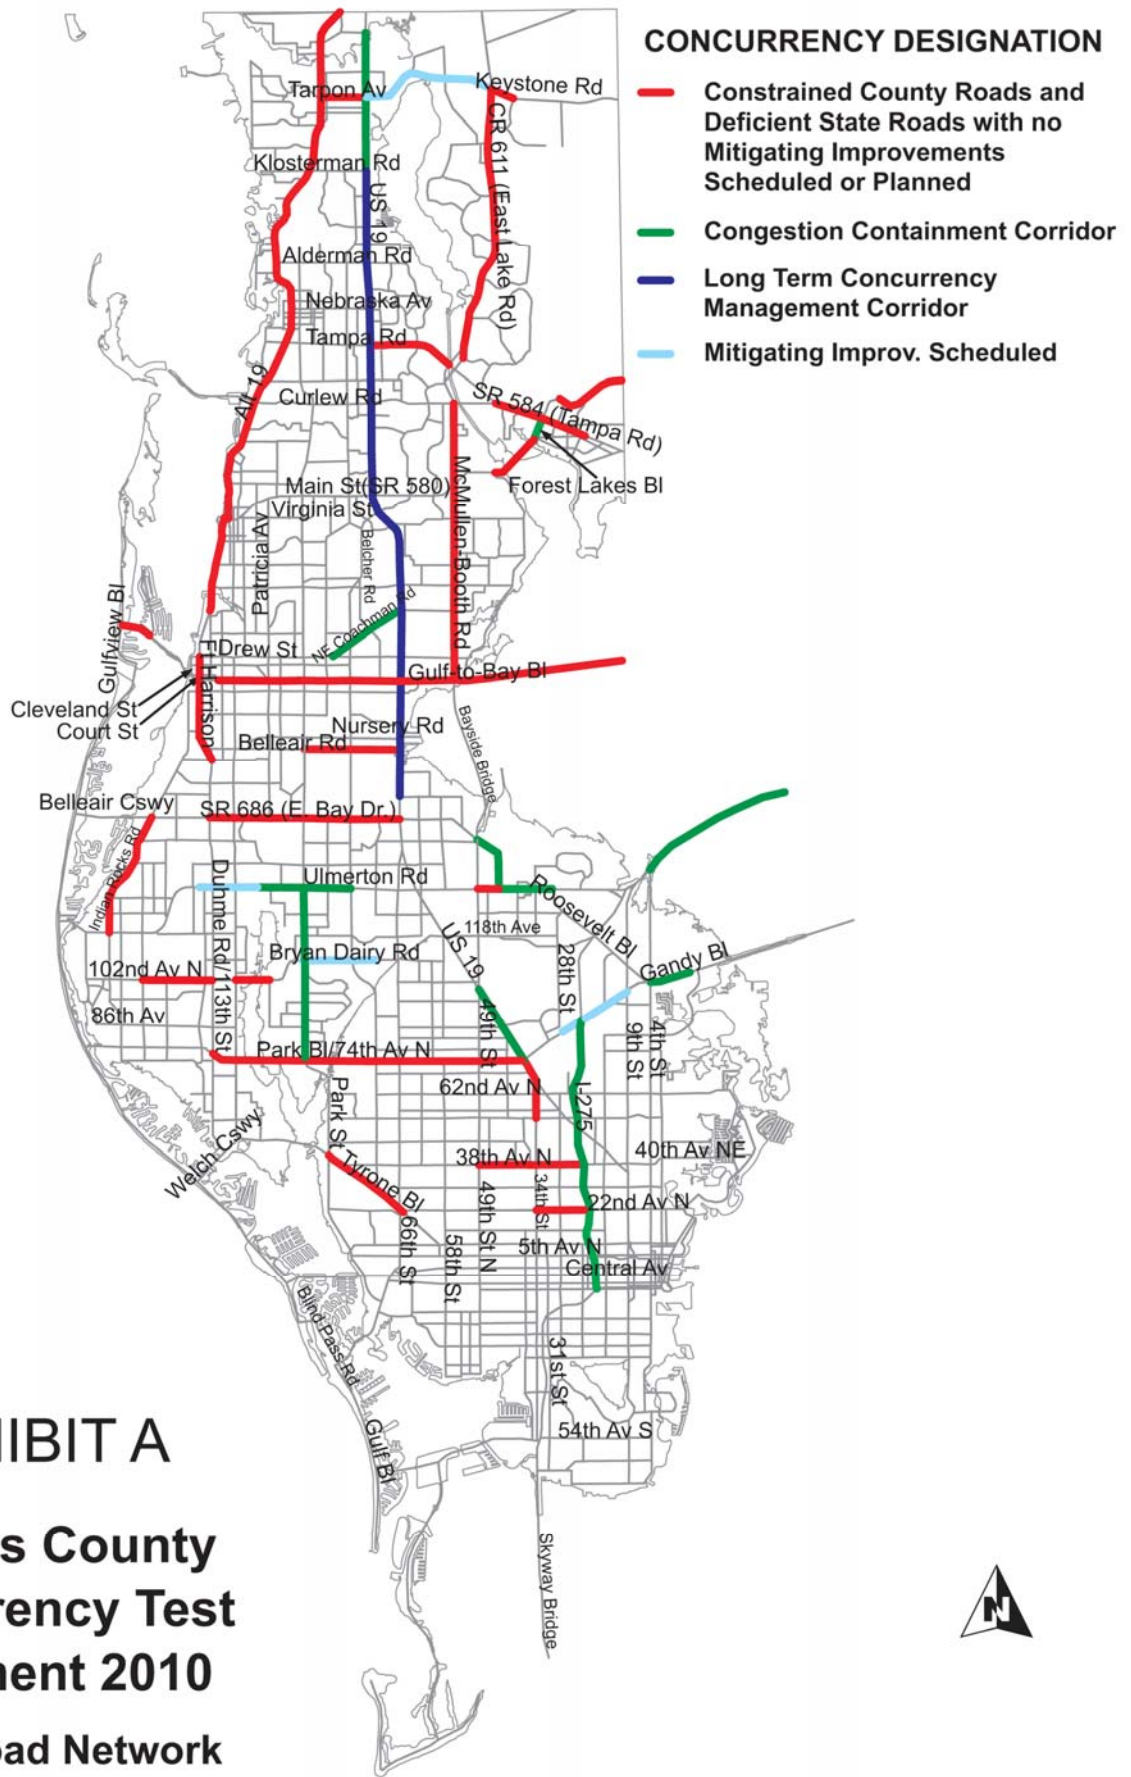 CONCURRENCY DESIGNATION
Constrained County Roads and
Deficient State Roads with no
Mitigating Improvements
Scheduled or Planned
Congestion Containment Corridor
Long Term Concurrency
Management Corridor
Mitigating Improv. Scheduled
Tarpon Av
Keystone Rd
CR 611 (East Lake Rd)
Klosterman Rd
US 19
Alderman Rd
Nebraska Av
Tampa Rd
Alt 19
Curlew Rd
SR 584 (Tampa Rd)
Main St(SR 580)
Forest Lakes Bl
Virginia St
McMullen-Booth Rd
Patricia Av
Belcher Rd
Gulfview Bl
NE Coachman Rd
Drew St
Ft Harrison
Gulf-to-Bay Bl
Cleveland St
Court St
Nursery Rd
Belleair Rd
Bayside Bridge
Belleair Cswy
SR 686 (E. Bay Dr.)
Indian Rocks Rd
Duhme Rd/113th St
Ulmerton Rd
Roosevelt Bl
US 19
118th Ave
28th St
Bryan Dairy Rd
Gandy Bl
102nd Av N
86th Av
49th St
9th St
4th St
Park Bl/74th Av N
62nd Av N
I-275
Park St
Welch Cswy
38th Av N
40th Av NE
Tyrone Bl
49th St N
34th St
22nd Av N
66th St
58th St
5th Av N
Central Av
Blind Pass Rd
31st St
54th Av S
Gulf Bl
Skyway Bridge
HIBIT A
s County
rency Test
ment 2010
oad Network
N